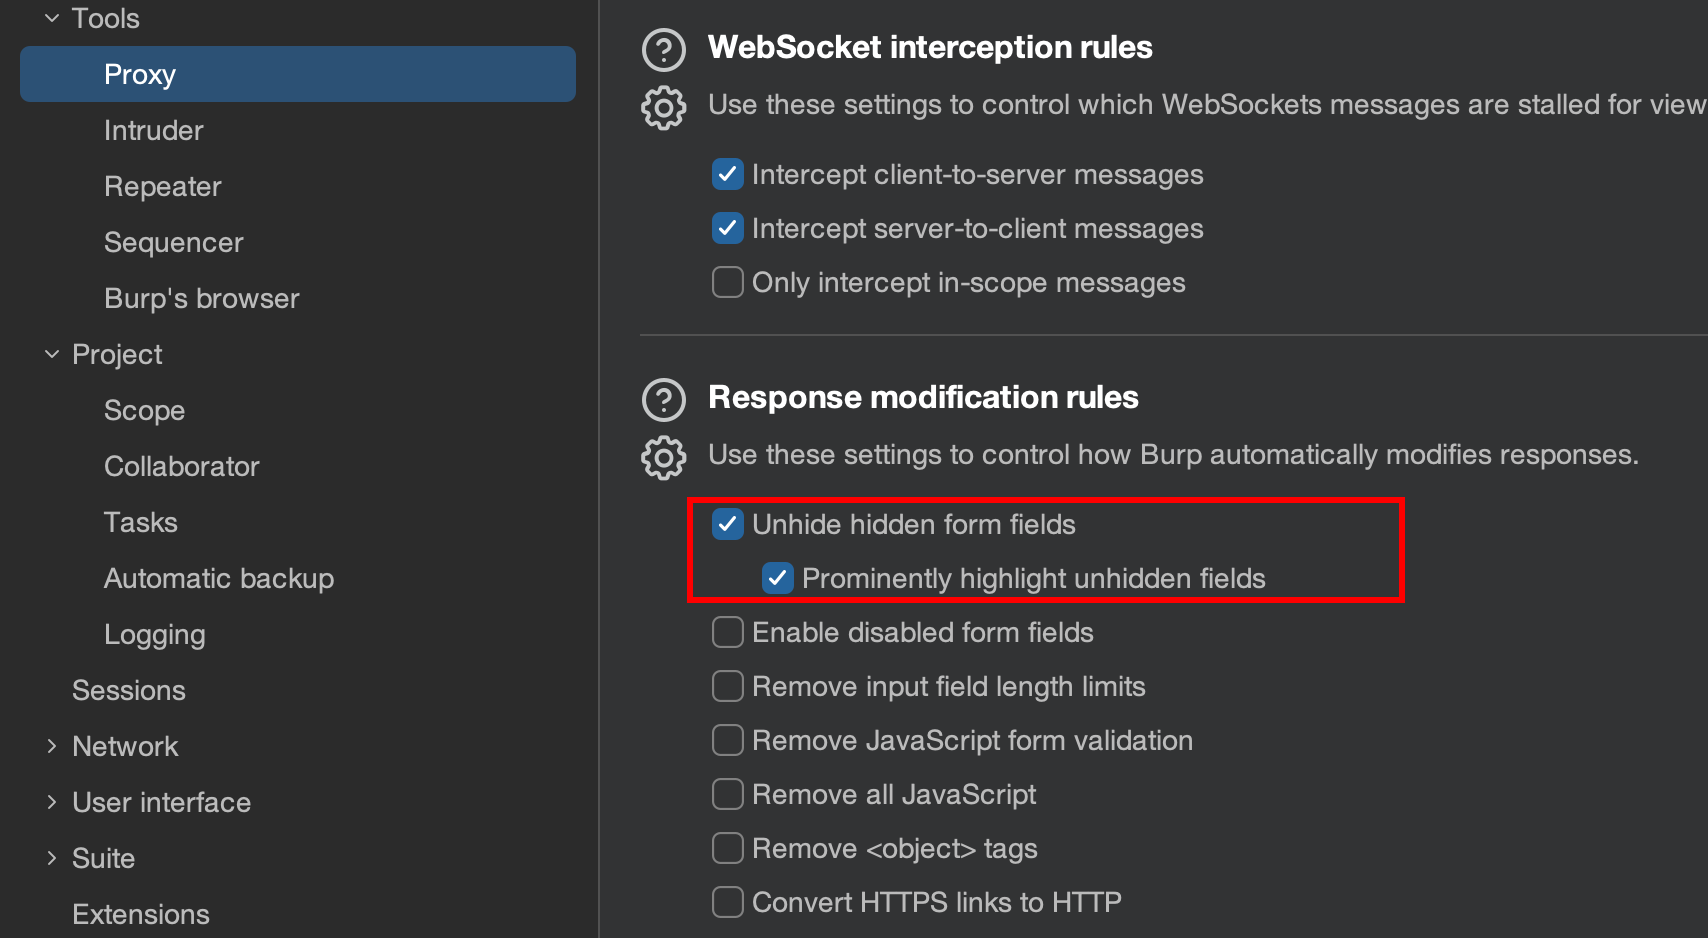 Tools
Proxy
Intruder
Repeater
Sequencer
Burp's browser
Project
Scope
Collaborator
Tasks
Automatic backup
Logging
Sessions
Network
User interface
Suite
Extensions
WebSocket interception rules
Use these settings to control which WebSockets messages are stalled for view
Intercept client-to-server messages
Intercept server-to-client messages
Only intercept in-scope messages
Response modification rules
Use these settings to control how Burp automatically modifies responses.
Unhide hidden form fields
Prominently highlight unhidden fields
Enable disabled form fields
Remove input field length limits
Remove JavaScript form validation
Remove all JavaScript
Remove <object> tags
Convert HTTPS links to HTTP